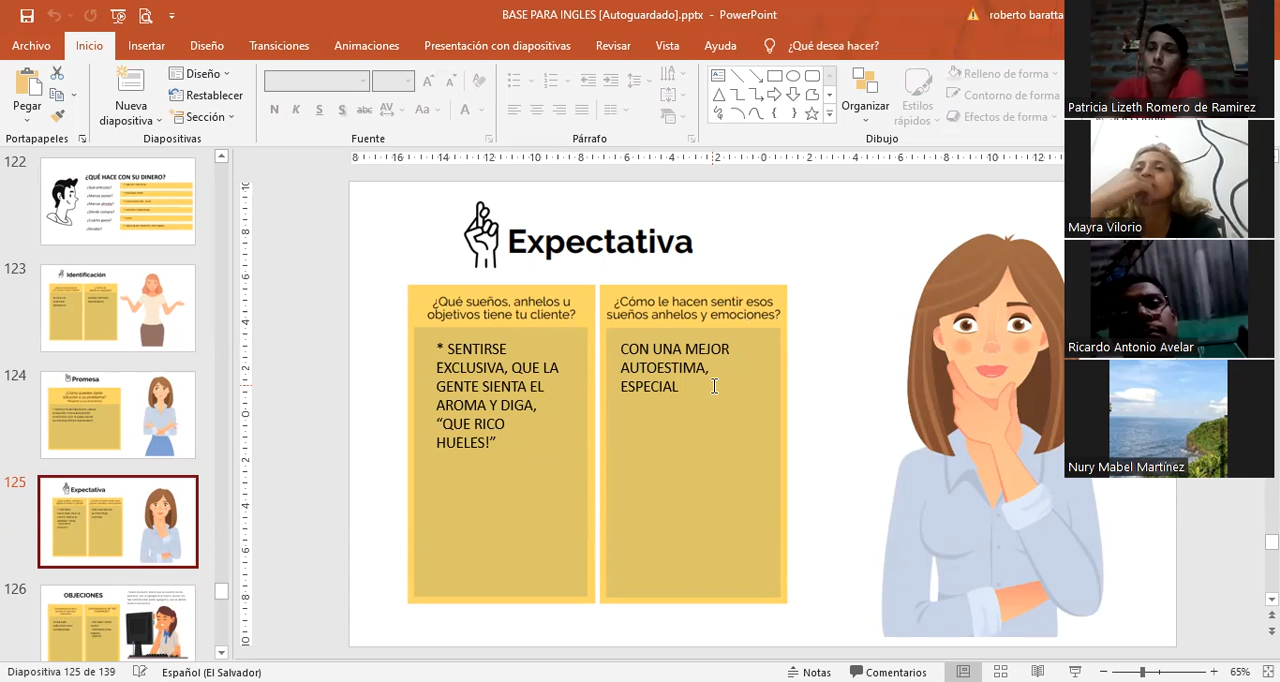 BASE PARA INGLES [Autoguardado].pptx - PowerPoint
roberto baratta
Archivo Inicio Insertar Diseño Transiciones Animaciones Presentación con diapositivas Revisar Vista Ayuda ¿Qué desea hacer?
Pegar
Nueva diapositiva
Diseño
Restablecer
Sección
N K S S abc AV Aa A
Organizar
Estilos rápidos
Relleno de forma
Contorno de forma
Efectos de forma
Portapapeles
Diapositivas
Fuente
Párrafo
Dibujo
122
¿QUÉ HACE CON SU DINERO?
123
Identificación
124
Promesa
125
Expectativa
126
OBJECIONES
Expectativa
¿Qué sueños, anhelos u
objetivos tiene tu cliente?
* SENTIRSE
EXCLUSIVA, QUE LA
GENTE SIENTA EL
AROMA Y DIGA,
“QUE RICO
HUELES!”
¿Cómo le hacen sentir esos
sueños anhelos y emociones?
CON UNA MEJOR
AUTOESTIMA,
ESPECIAL
Patricia Lizeth Romero de Ramirez
Mayra Vilorio
Ricardo Antonio Avelar
Nury Mabel Martínez
Diapositiva 125 de 139
Español (El Salvador)
Notas
Comentarios
65%